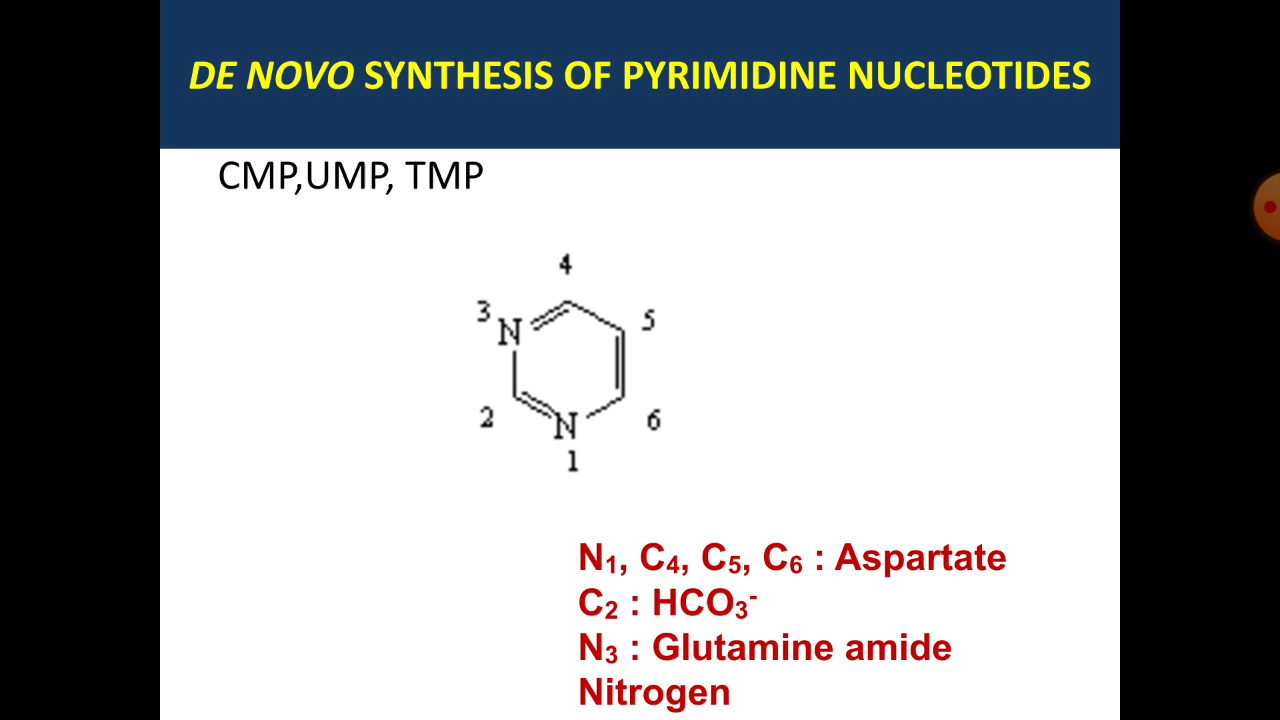 DE NOVO SYNTHESIS OF PYRIMIDINE NUCLEOTIDES
CMP,UMP, TMP
4
3
N
5
2
N
6
1
N₁, C₄, C₅, C₆ : Aspartate
C₂ : HCO₃⁻
N₃ : Glutamine amide
Nitrogen